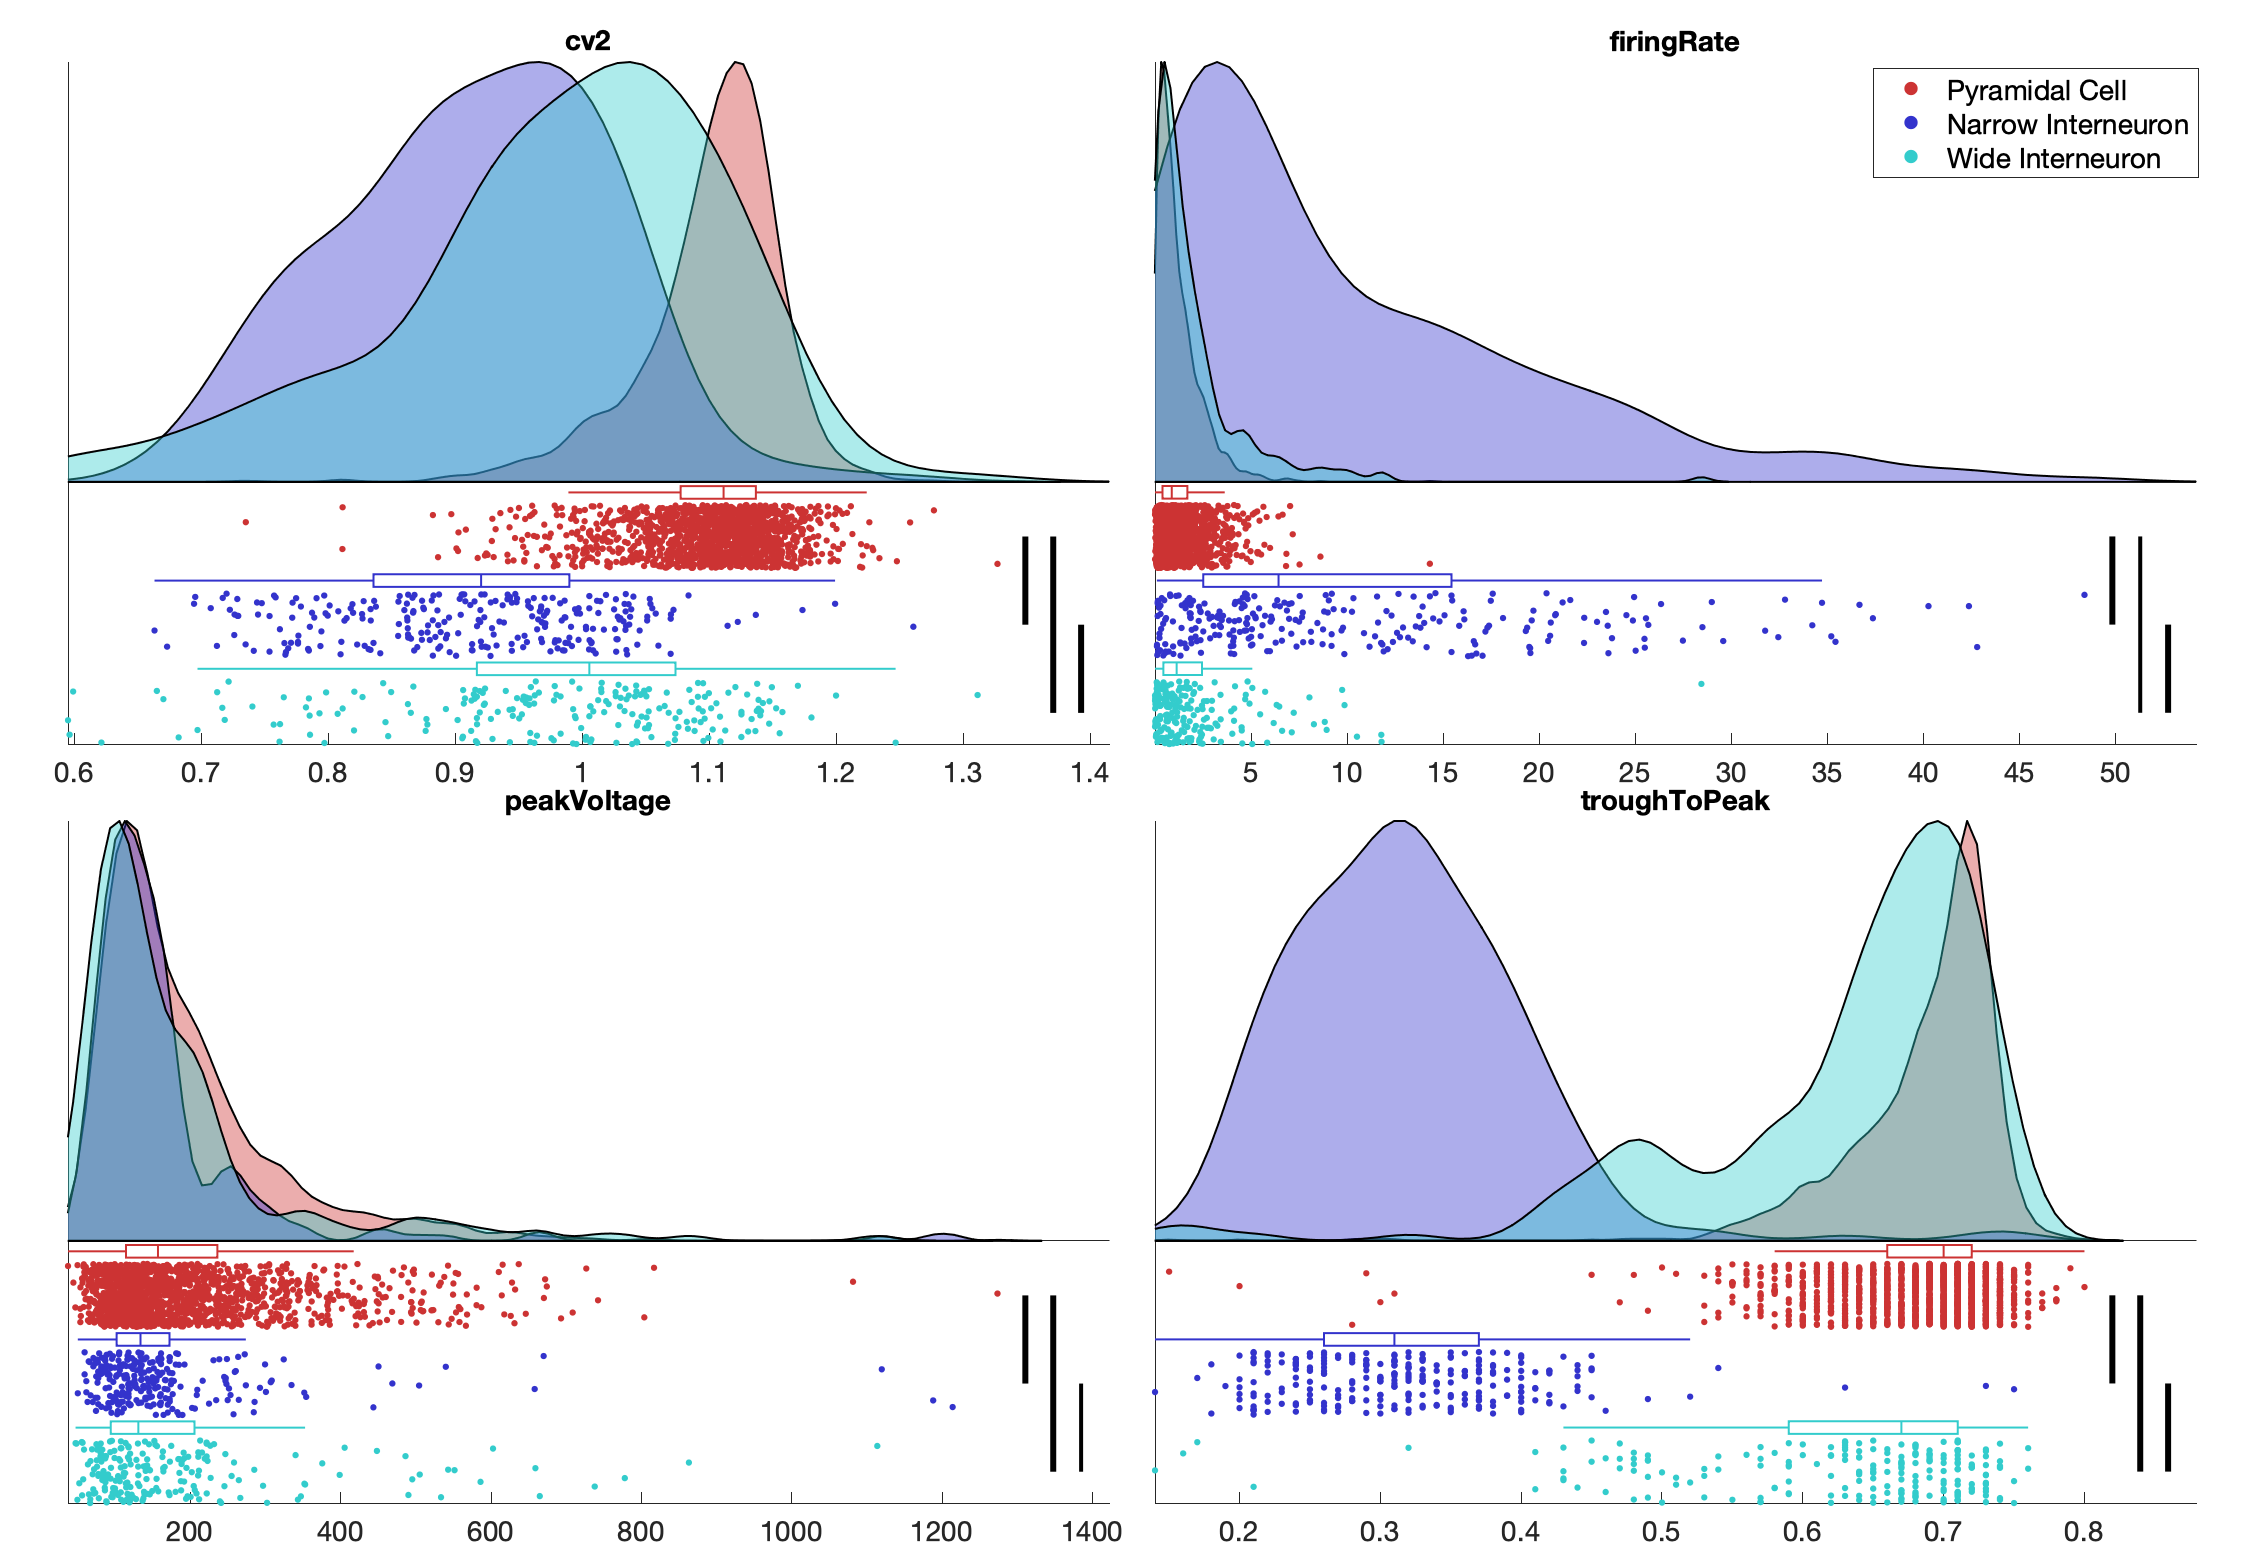 cv2
0.6 0.7 0.8 0.9 1 1.1 1.2 1.3 1.4
firingRate
Pyramidal Cell
Narrow Interneuron
Wide Interneuron
5 10 15 20 25 30 35 40 45 50
peakVoltage
200 400 600 800 1000 1200 1400
troughToPeak
0.2 0.3 0.4 0.5 0.6 0.7 0.8